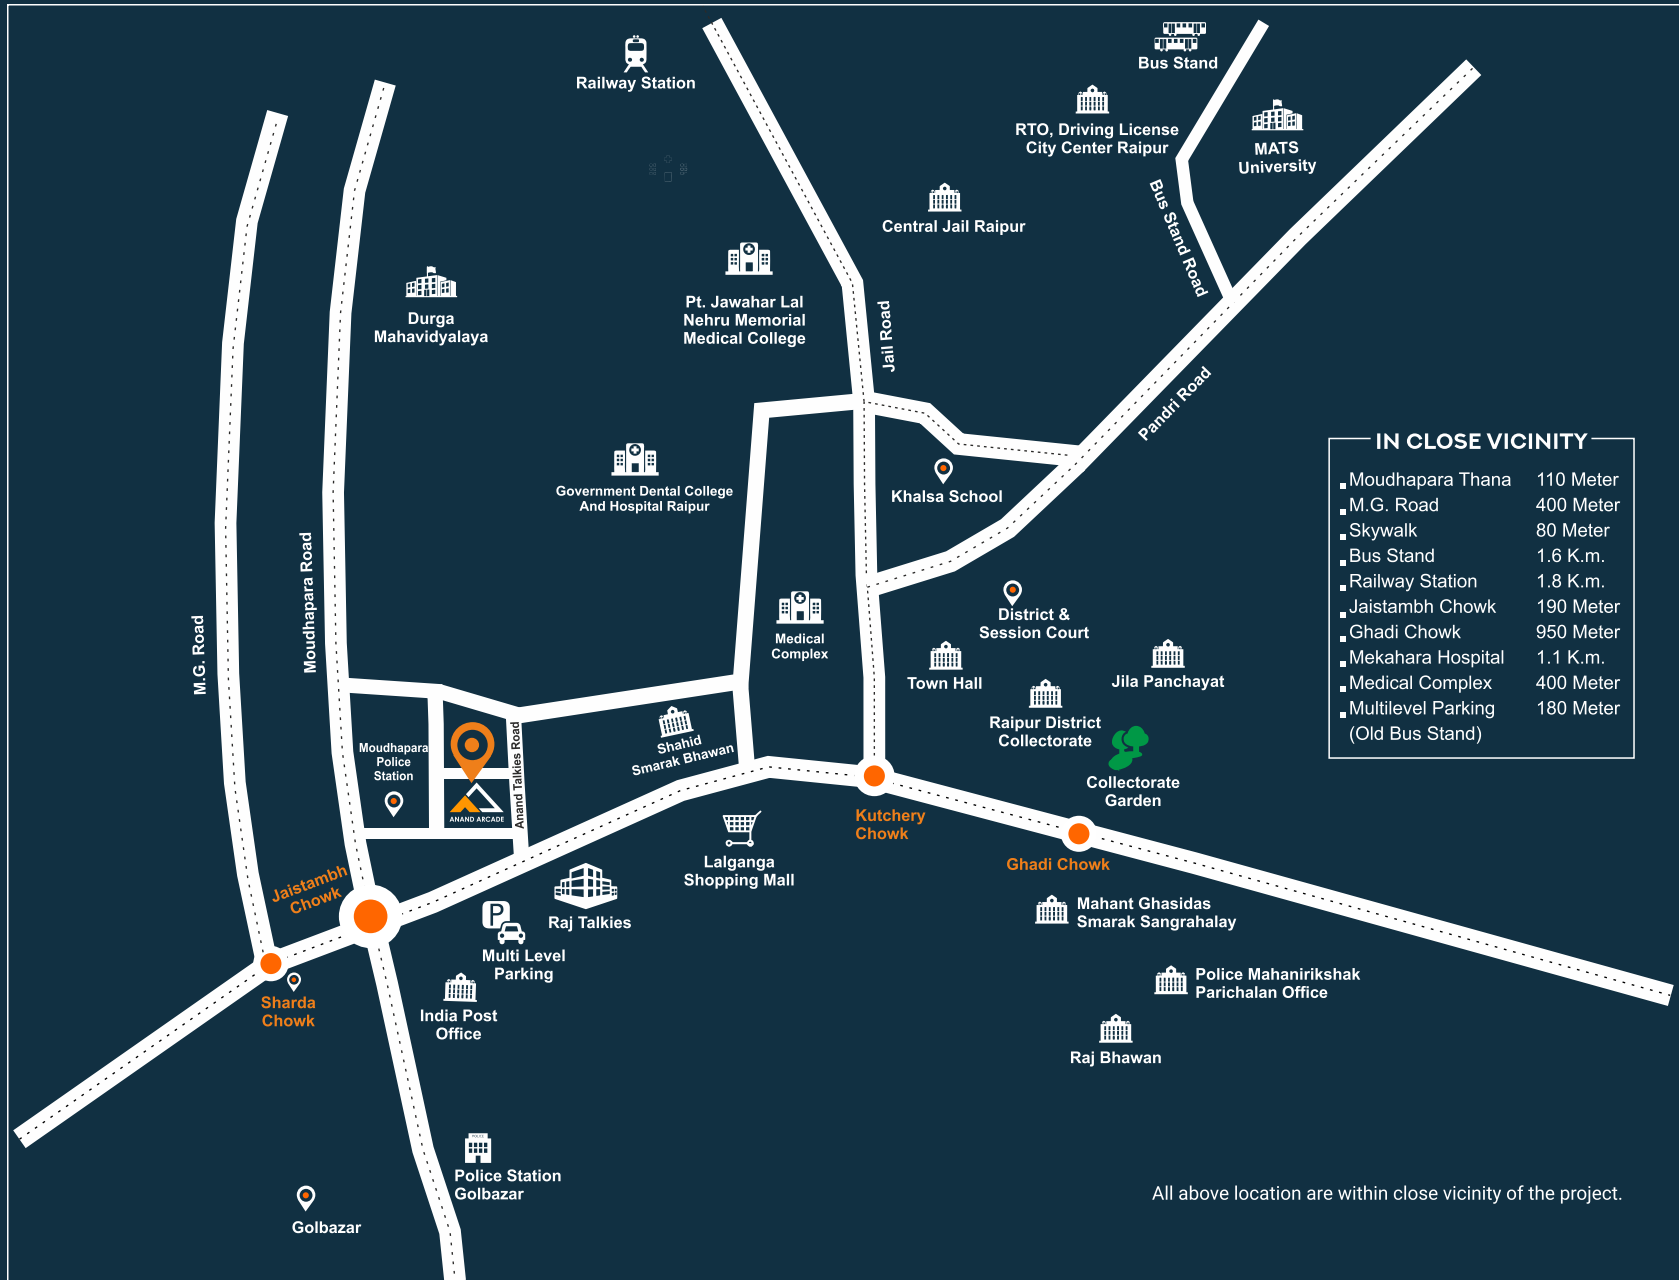 Railway Station
Bus Stand
RTO, Driving License
City Center Raipur
MATS
University
Bus Stand Road
Central Jail Raipur
Durga
Mahavidyalaya
Pt. Jawahar Lal
Nehru Memorial
Medical College
Jail Road
Pandri Road
Government Dental College
And Hospital Raipur
Khalsa School
IN CLOSE VICINITY
Moudhapara Thana 110 Meter
M.G. Road 400 Meter
Skywalk 80 Meter
Bus Stand 1.6 K.m.
Railway Station 1.8 K.m.
Jaistambh Chowk 190 Meter
Ghadi Chowk 950 Meter
Mekahara Hospital 1.1 K.m.
Medical Complex 400 Meter
Multilevel Parking 180 Meter
(Old Bus Stand)
M.G. Road
Moudhapara Road
Medical
Complex
District &
Session Court
Town Hall
Jila Panchayat
Raipur District
Collectorate
Collectorate
Garden
Moudhapara
Police
Station
ANAND ARCADE
Anand Talkies Road
Shahid
Smarak Bhawan
Kutchery
Chowk
Ghadi Chowk
Lalganga
Shopping Mall
Jaistambh
Chowk
Raj Talkies
P
Multi Level
Parking
Mahant Ghasidas
Smarak Sangrahalay
Sharda
Chowk
India Post
Office
Police Mahanirikshak
Parichalan Office
Raj Bhawan
POLICE
Police Station
Golbazar
Golbazar
All above location are within close vicinity of the project.